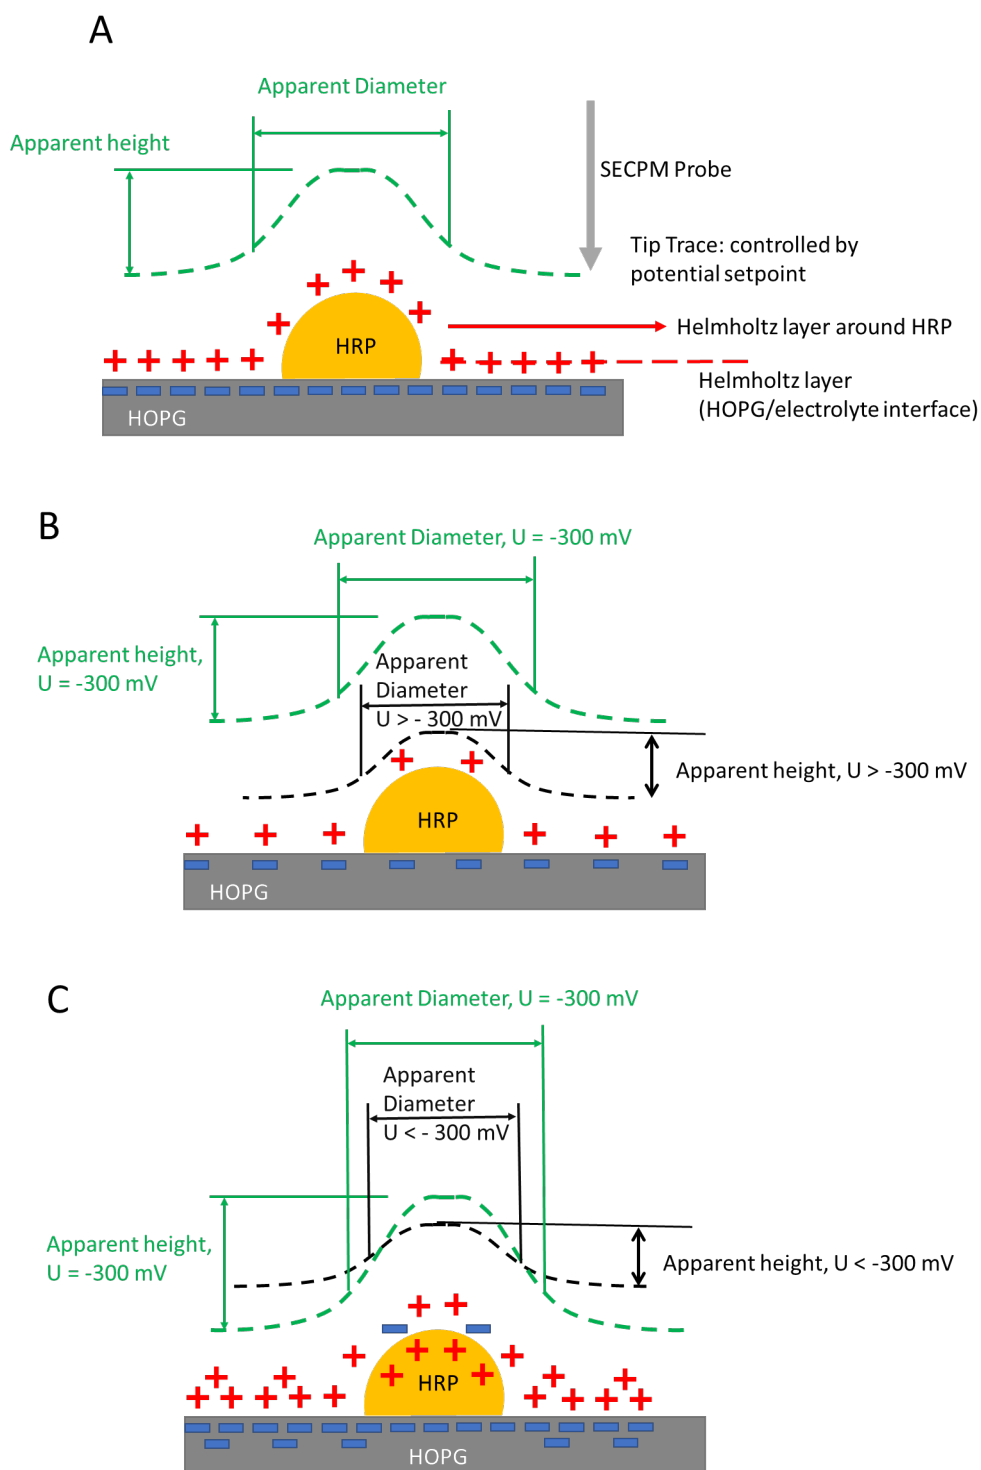 A
Apparent Diameter
Apparent height
SECPM Probe
Tip Trace: controlled by
potential setpoint
HRP
Helmholtz layer around HRP
Helmholtz layer
(HOPG/electrolyte interface)
HOPG
B
Apparent Diameter, U = -300 mV
Apparent height,
U = -300 mV
Apparent
Diameter
U > - 300 mV
Apparent height, U > -300 mV
HRP
HOPG
C
Apparent Diameter, U = -300 mV
Apparent
Diameter
U < - 300 mV
Apparent height,
U = -300 mV
Apparent height, U < -300 mV
HRP
HOPG